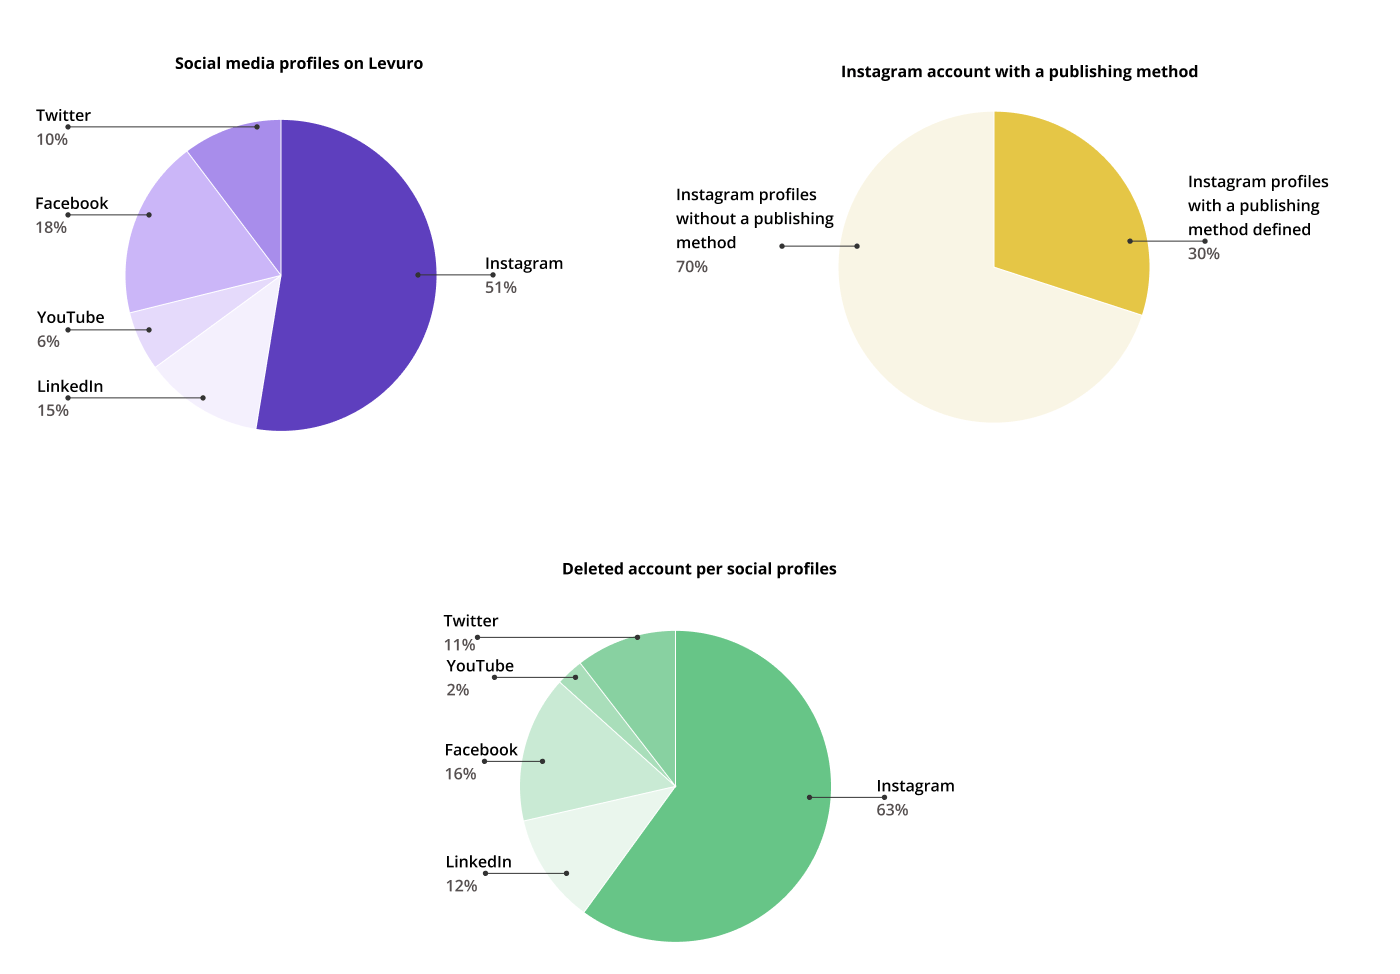 Social media profiles on Levuro
Twitter
10%
Facebook
18%
YouTube
6%
LinkedIn
15%
Instagram
51%
Instagram account with a publishing method
Instagram profiles
without a publishing
method
70%
Instagram profiles
with a publishing
method defined
30%
Deleted account per social profiles
Twitter
11%
YouTube
2%
Facebook
16%
LinkedIn
12%
Instagram
63%